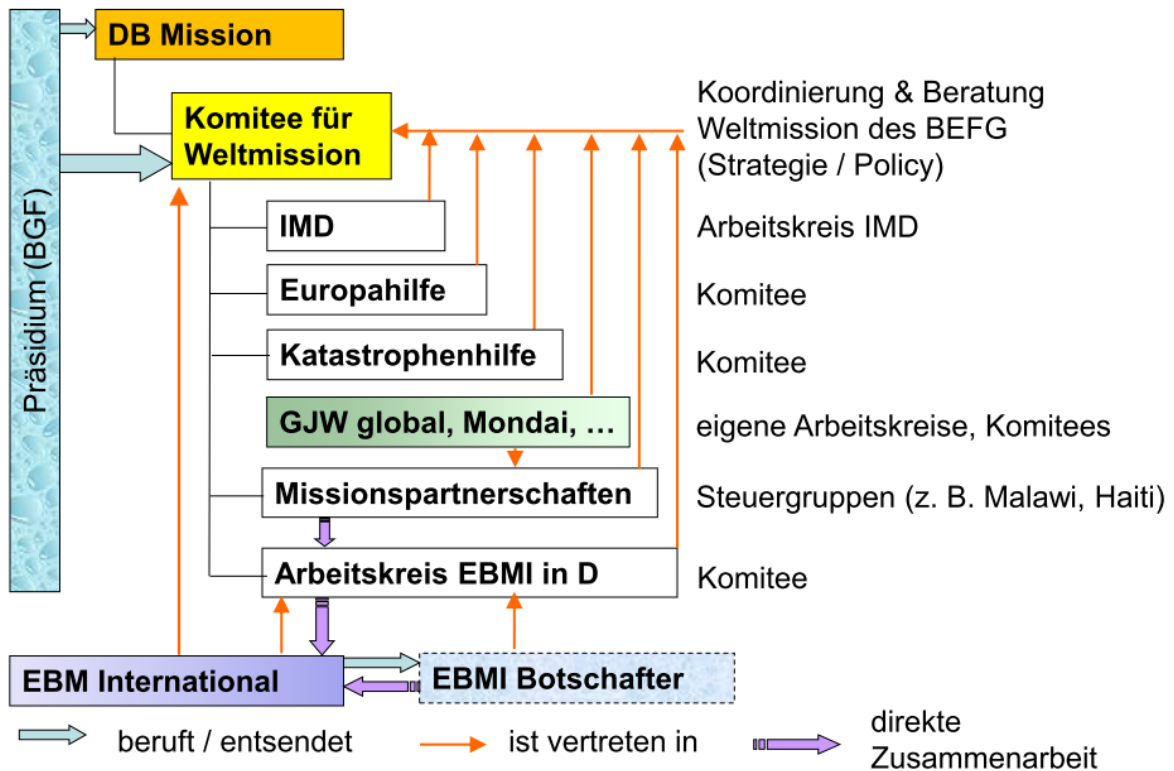 Präsidium (BGF)
DB Mission
Komitee für
Weltmission
Koordinierung & Beratung
Weltmission des BEFG
(Strategie / Policy)
IMD
Arbeitskreis IMD
Europahilfe
Komitee
Katastrophenhilfe
Komitee
GJW global, Mondai, …
eigene Arbeitskreise, Komitees
Missionspartnerschaften
Steuergruppen (z. B. Malawi, Haiti)
Arbeitskreis EBMI in D
Komitee
EBM International
EBMI Botschafter
beruft / entsendet
ist vertreten in
direkte
Zusammenarbeit